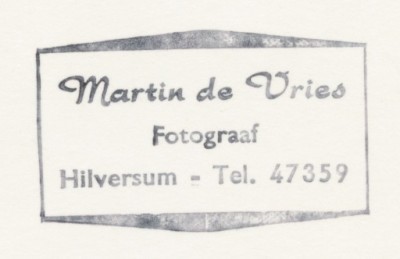 Martin de Vries
Fotograaf
Hilversum - Tel. 47359